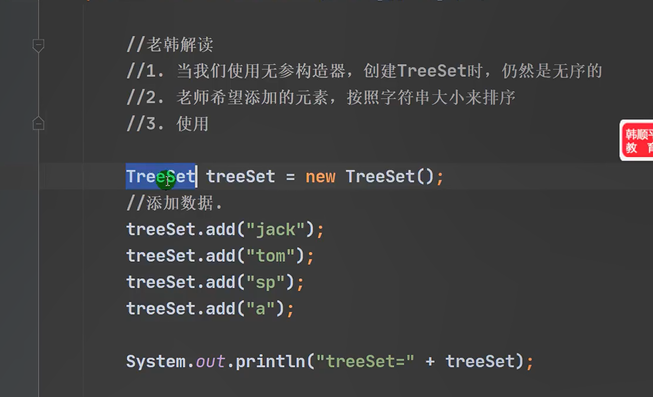 //老韩解读
//1. 当我们使用无参构造器，创建TreeSet时，仍然是无序的
//2. 老师希望添加的元素，按照字符串大小来排序
//3. 使用
TreeSet treeSet = new TreeSet();
//添加数据.
treeSet.add("jack");
treeSet.add("tom");
treeSet.add("sp");
treeSet.add("a");
System.out.println("treeSet=" + treeSet);
韩顺平
教 育